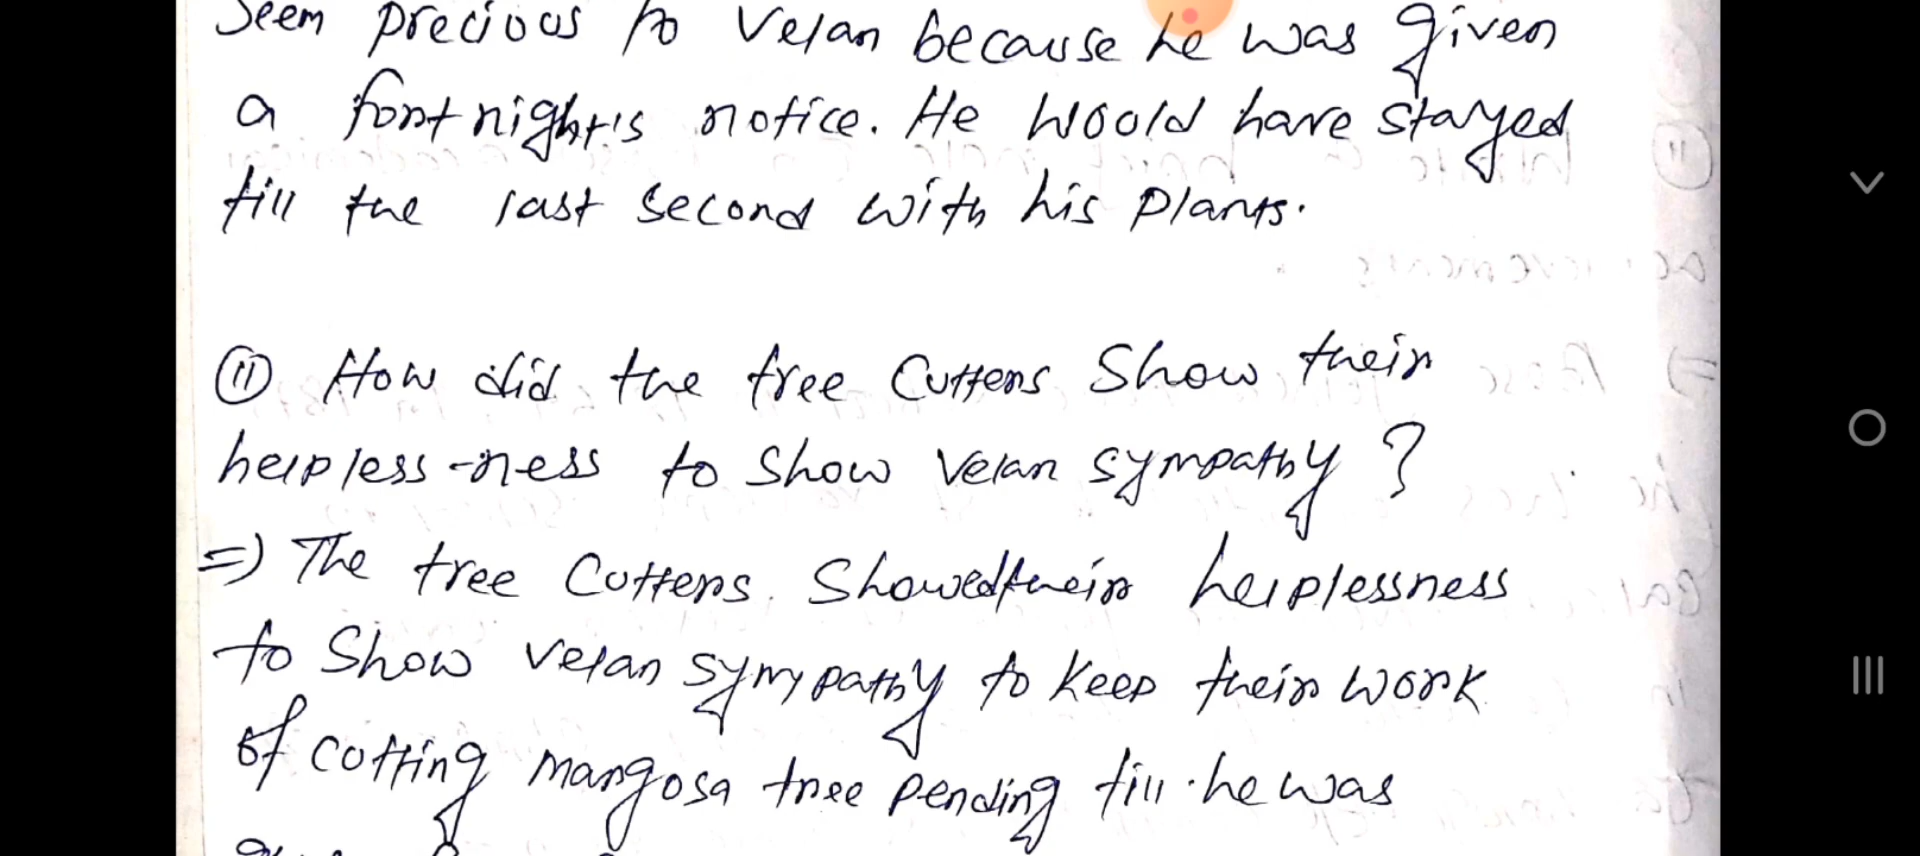 Seem precious to Velan because he was given
a fortnight's notice. He would have stayed
till the last second with his plants.
(11) How did the tree cutters show their
helpless-ness to show Velan sympathy?
=) The tree cutters. Showed their helplessness
to show velan sympathy to keep their work
of cutting margosa tree pending till he was